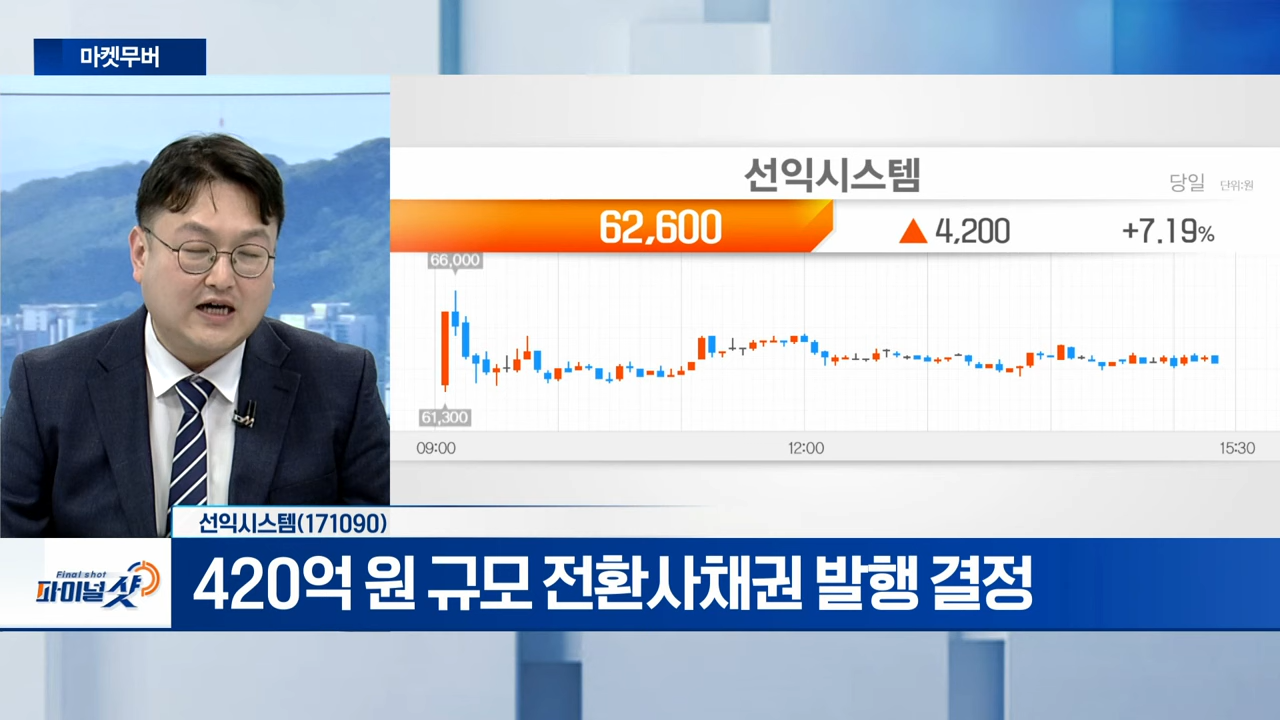 마켓무버
선익시스템
당일 단위:원
62,600 ▲ 4,200 +7.19%
66,000
61,300
09:00 12:00 15:30
선익시스템(171090)
Final shot
파이널샷
420억 원 규모 전환사채권 발행 결정